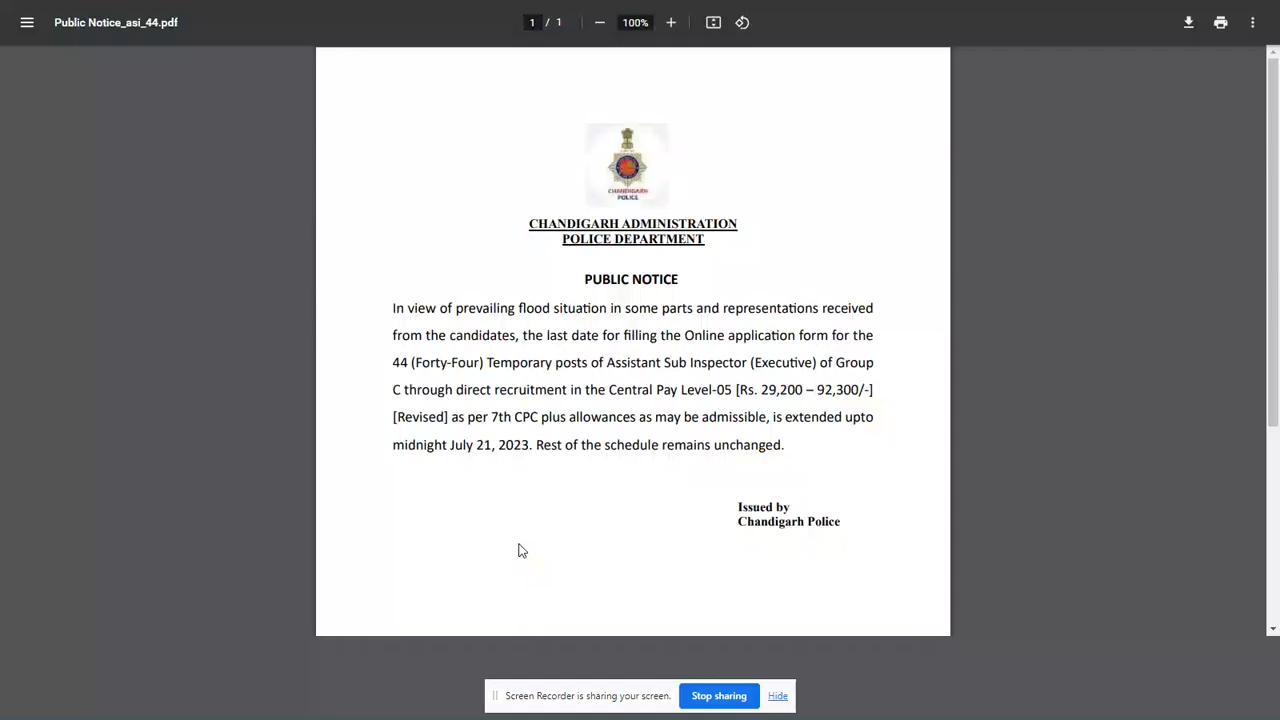 Public Notice_asi_44.pdf
1 / 1
100%
CHANDIGARH
POLICE
CHANDIGARH ADMINISTRATION
POLICE DEPARTMENT
PUBLIC NOTICE
In view of prevailing flood situation in some parts and representations received
from the candidates, the last date for filling the Online application form for the
44 (Forty-Four) Temporary posts of Assistant Sub Inspector (Executive) of Group
C through direct recruitment in the Central Pay Level-05 [Rs. 29,200 – 92,300/-]
[Revised] as per 7th CPC plus allowances as may be admissible, is extended upto
midnight July 21, 2023. Rest of the schedule remains unchanged.
Issued by
Chandigarh Police
Screen Recorder is sharing your screen.
Stop sharing
Hide